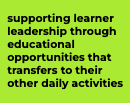 supporting learner
leadership through
educational
opportunities that
transfers to their
other daily activities